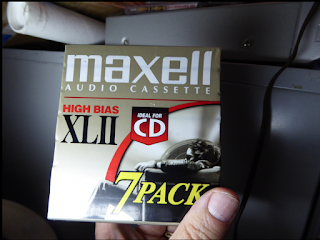 maxell
AUDIO CASSETTE
HIGH BIAS
XLII
IDEAL FOR
CD
7PACK